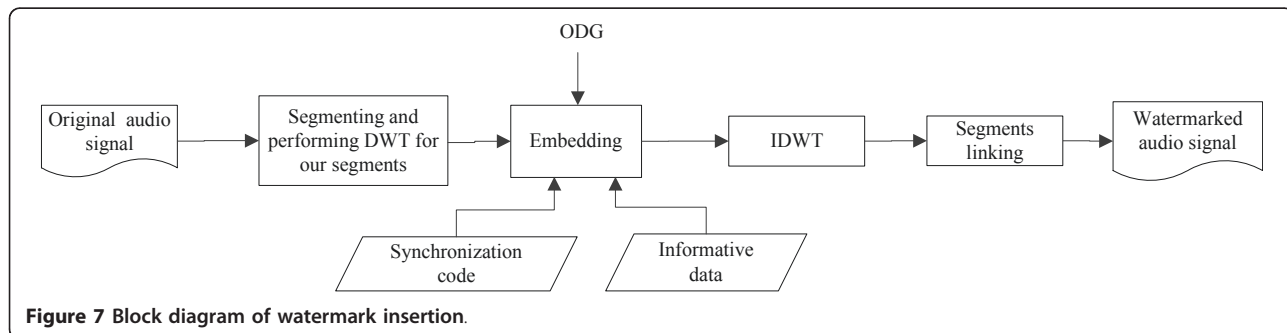 ODG
Original audio
signal
Segmenting and
performing DWT for
our segments
Embedding
IDWT
Segments
linking
Watermarked
audio signal
Synchronization
code
Informative
data
Figure 7 Block diagram of watermark insertion.